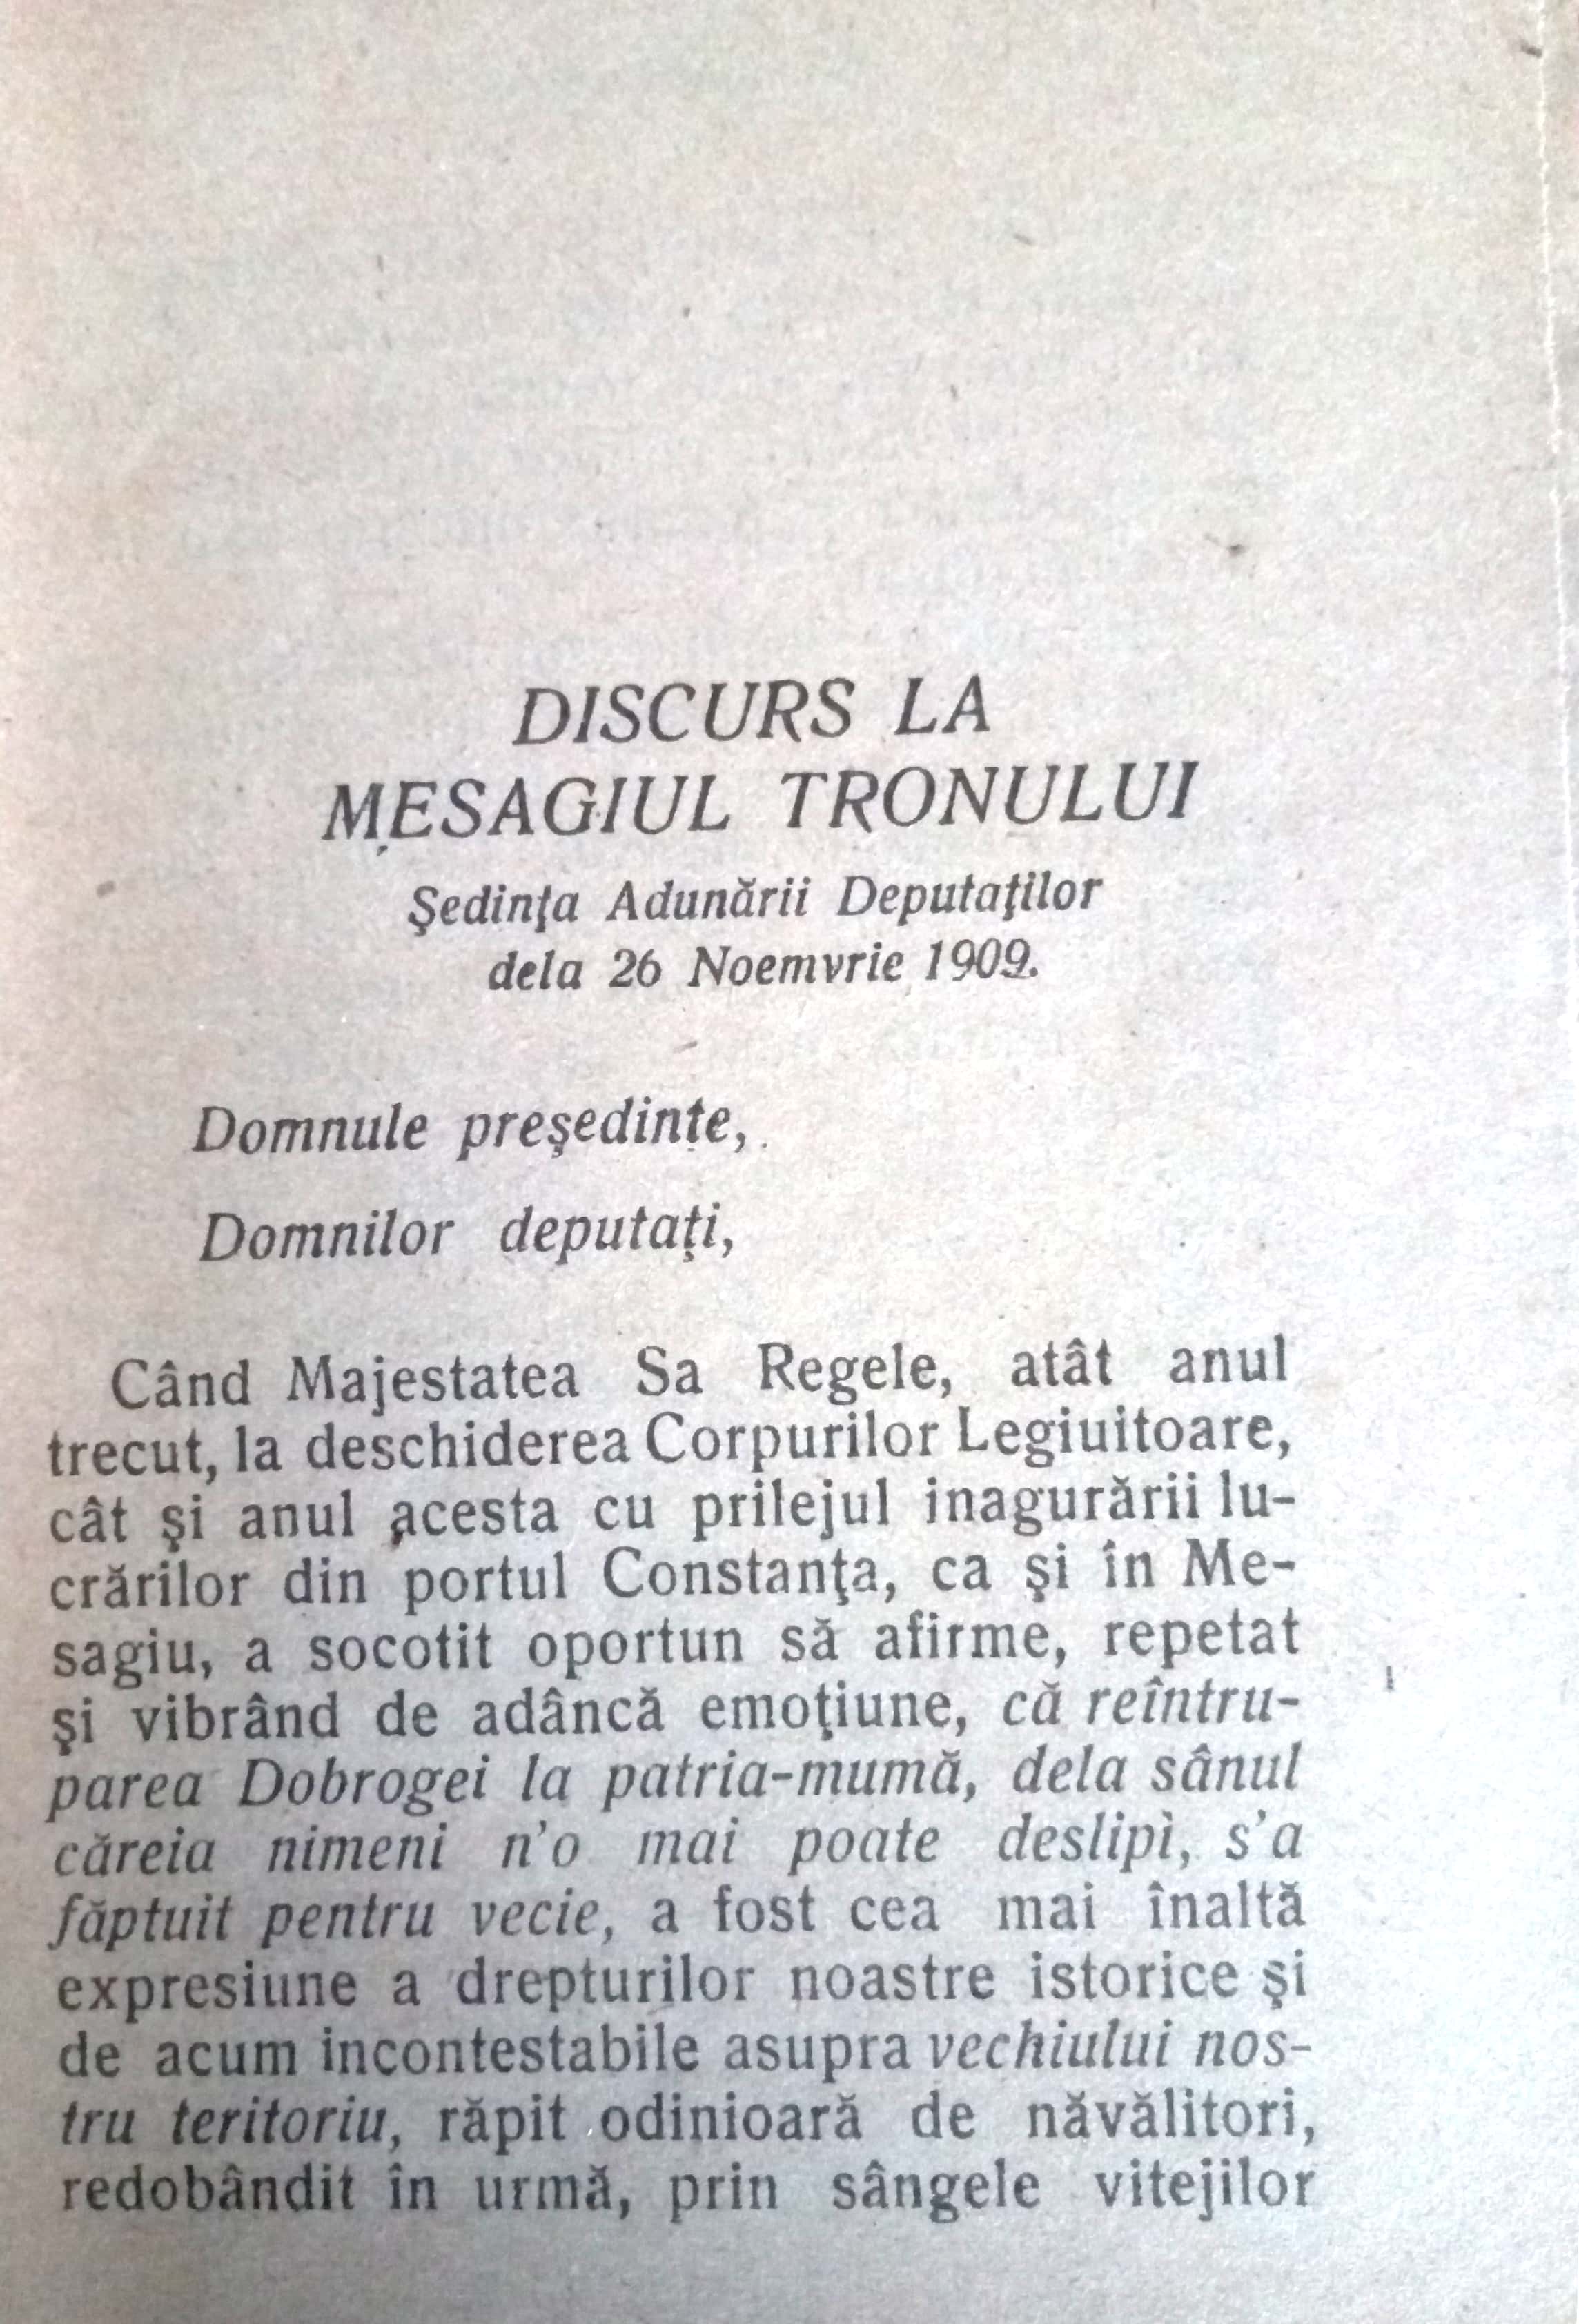 DISCURS LA
MESAGIUL TRONULUI
Şedinţa Adunării Deputaţilor
dela 26 Noemvrie 1909.
Domnule preşedinte,
Domnilor deputaţi,
Când Majestatea Sa Regele, atât anul
trecut, la deschiderea Corpurilor Legiuitoare,
cât şi anul acesta cu prilejul inagurării lu-
crărilor din portul Constanţa, ca şi în Me-
sagiu, a socotit oportun să afirme, repetat
şi vibrând de adâncă emoţiune, că reîntru-
parea Dobrogei la patria-mumă, dela sânul
căreia nimeni n'o mai poate deslipì, s'a
făptuit pentru vecie, a fost cea mai înaltă
expresiune a drepturilor noastre istorice şi
de acum incontestabile asupra vechiului nos-
tru teritoriu, răpit odinioară de năvălitori,
redobândit în urmă, prin sângele vitejilor